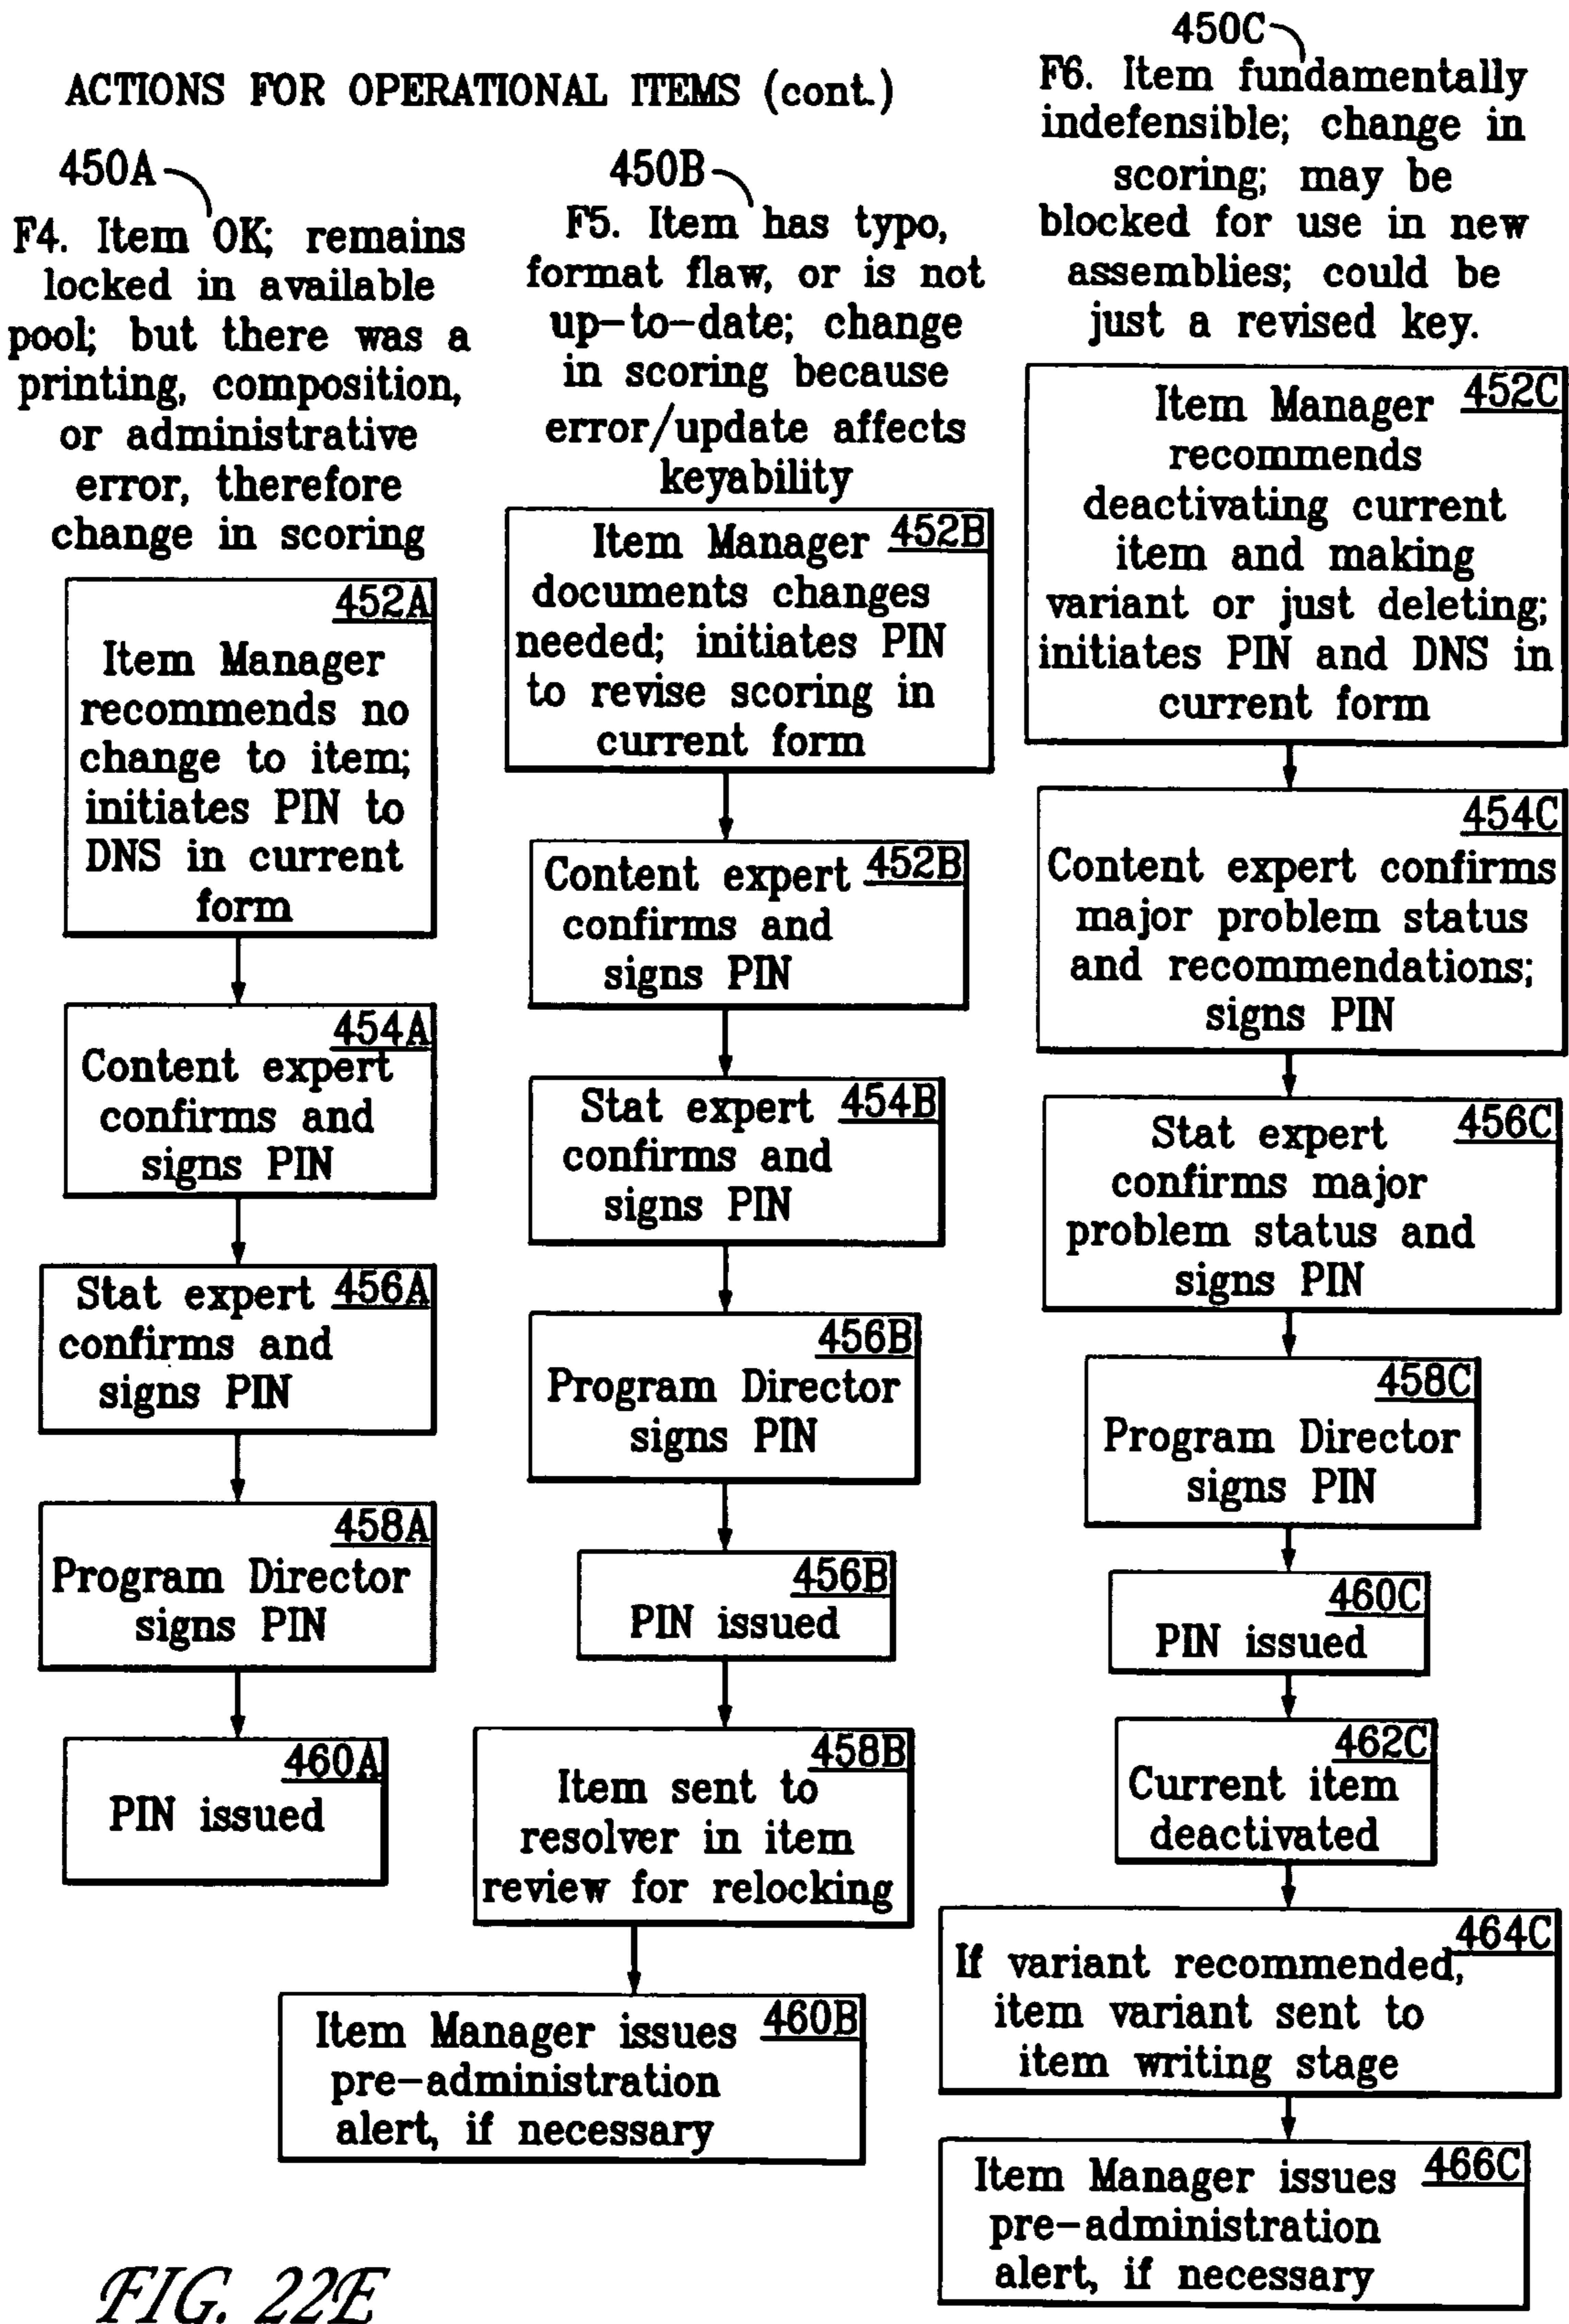 ACTIONS FOR OPERATIONAL ITEMS (cont.)
450A
F4. Item OK; remains
locked in available
pool; but there was a
printing, composition,
or administrative
error, therefore
change in scoring
452A
Item Manager
recommends no
change to item;
initiates PIN to
DNS in current
form
454A
Content expert
confirms and
signs PIN
Stat expert 456A
confirms and
signs PIN
458A
Program Director
signs PIN
460A
PIN issued
450B
F5. Item has typo,
format flaw, or is not
up-to-date; change
in scoring because
error/update affects
keyability
Item Manager 452B
documents changes
needed; initiates PIN
to revise scoring in
current form
Content expert 452B
confirms and
signs PIN
Stat expert 454B
confirms and
signs PIN
456B
Program Director
signs PIN
456B
PIN issued
458B
Item sent to
resolver in item
review for relocking
Item Manager issues 460B
pre-administration
alert, if necessary
450C
F6. Item fundamentally
indefensible; change in
scoring; may be
blocked for use in new
assemblies; could be
just a revised key.
Item Manager 452C
recommends
deactivating current
item and making
variant or just deleting;
initiates PIN and DNS in
current form
454C
Content expert confirms
major problem status
and recommendations;
signs PIN
Stat expert 456C
confirms major
problem status and
signs PIN
458C
Program Director
signs PIN
460C
PIN issued
462C
Current item
deactivated
464C
If variant recommended,
item variant sent to
item writing stage
Item Manager issues 466C
pre-administration
alert, if necessary
FIG. 22E